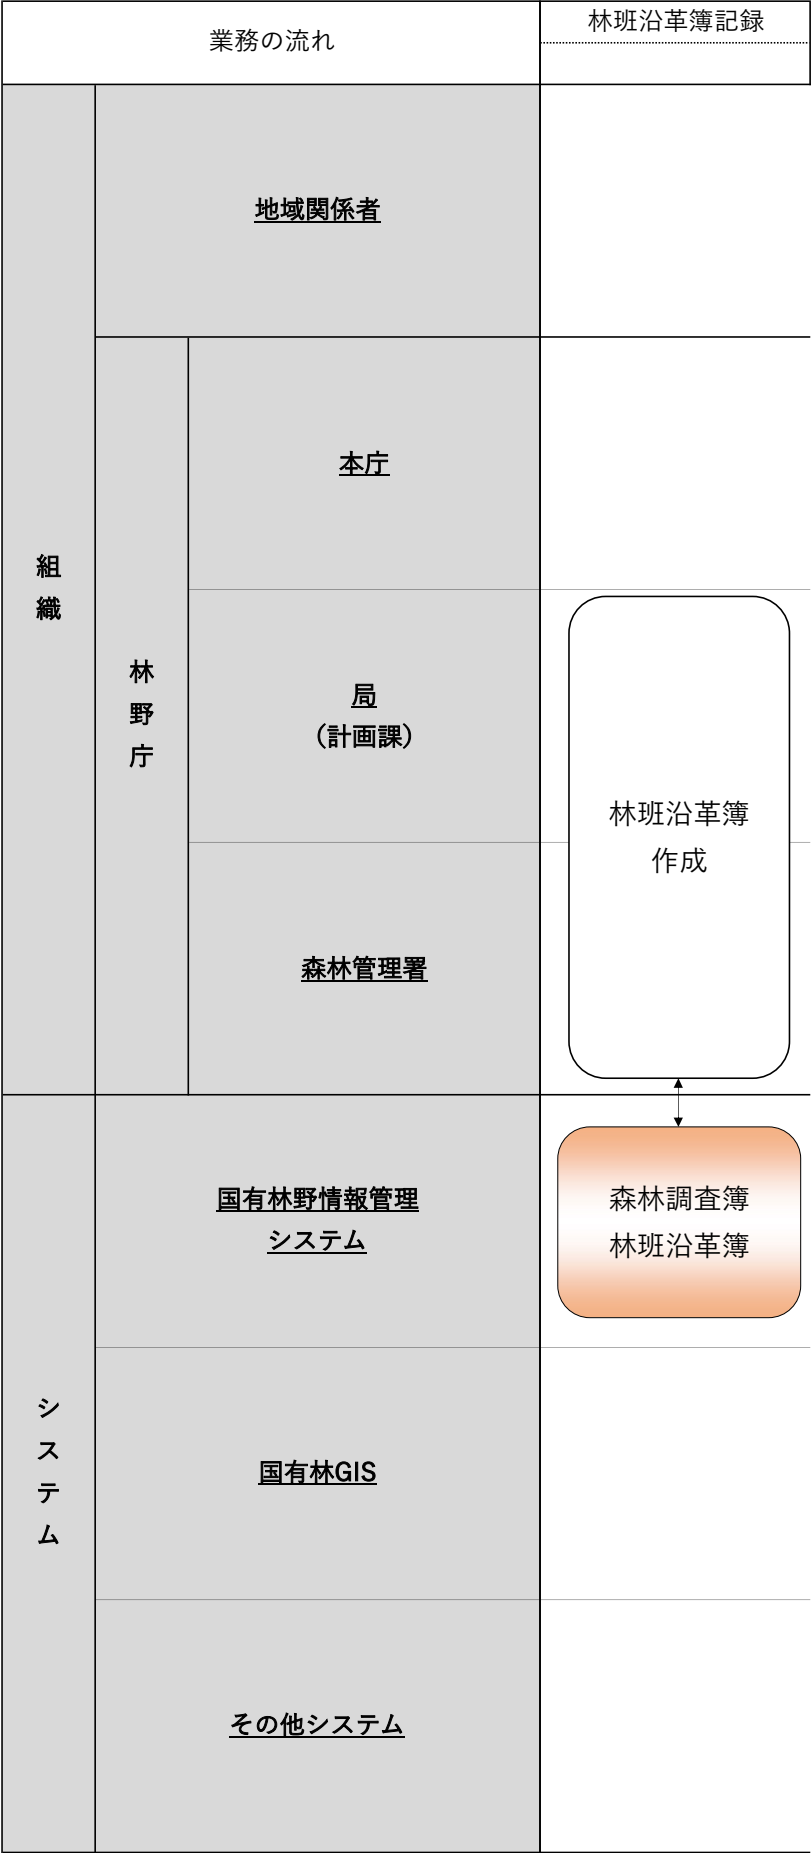 業務の流れ
林班沿革簿記録
組
織
地域関係者
林
野
庁
本庁
局
（計画課）
森林管理署
林班沿革簿
作成
シ
ス
テ
ム
国有林野情報管理
システム
森林調査簿
林班沿革簿
国有林GIS
その他システム